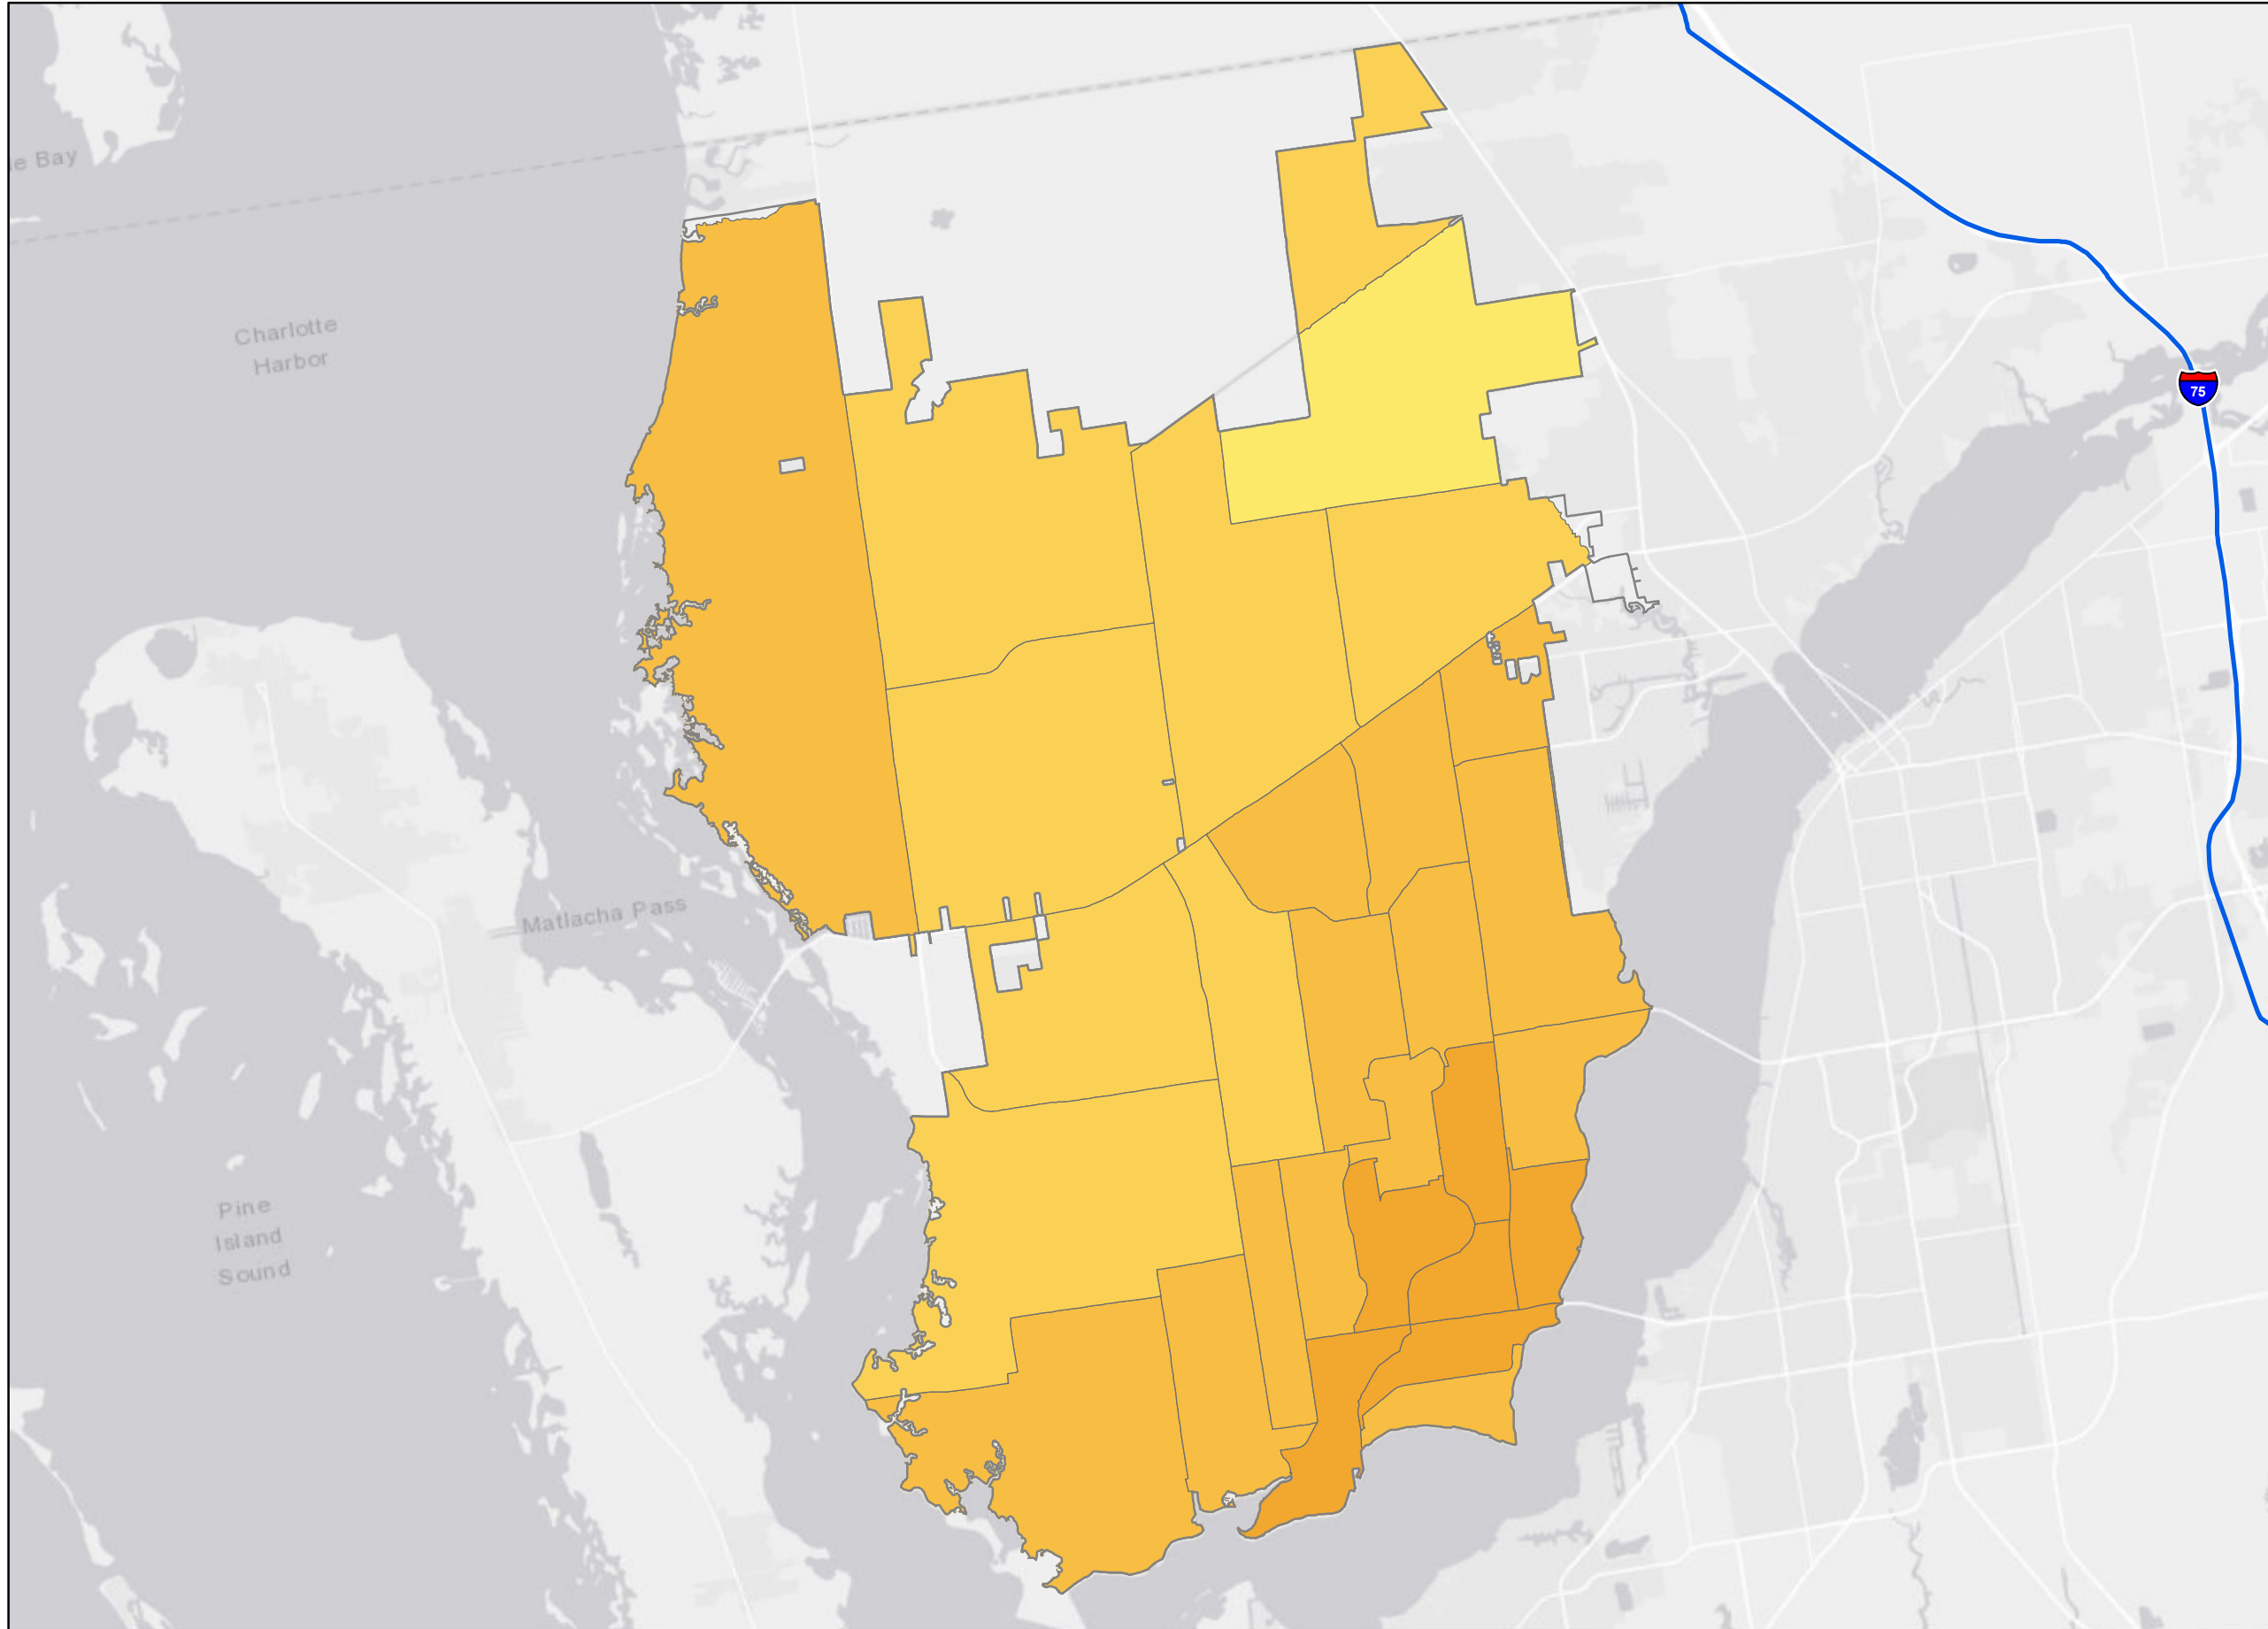 e Bay
Charlotte
Harbor
75
Matlacha Pass
Pine
Island
Sound